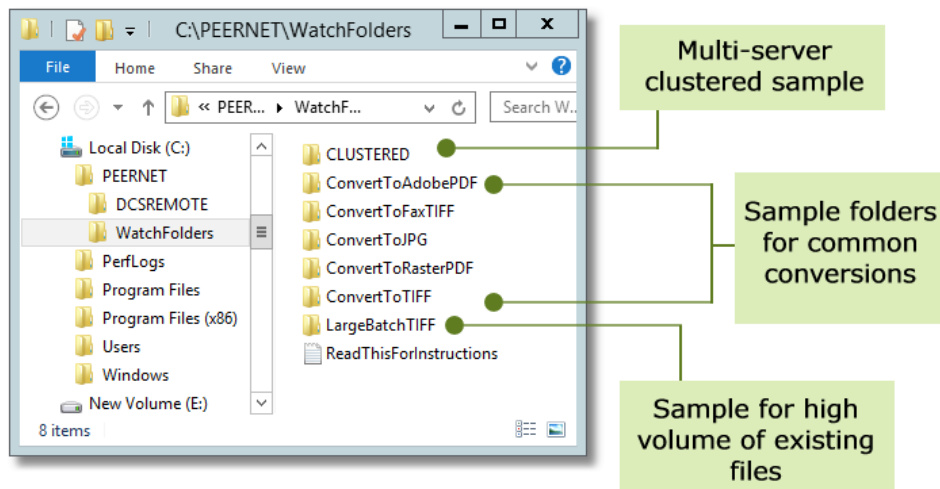 C:\PEERNET\WatchFolders
File Home Share View
« PEER... WatchF... Search W...
Local Disk (C:)
PEERNET
DCSREMOTE
WatchFolders
PerfLogs
Program Files
Program Files (x86)
Users
Windows
New Volume (E:)
CLUSTERED
ConvertToAdobePDF
ConvertToFaxTIFF
ConvertToJPG
ConvertToRasterPDF
ConvertToTIFF
LargeBatchTIFF
ReadThisForInstructions
8 items
Multi-server
clustered sample
Sample folders
for common
conversions
Sample for high
volume of existing
files